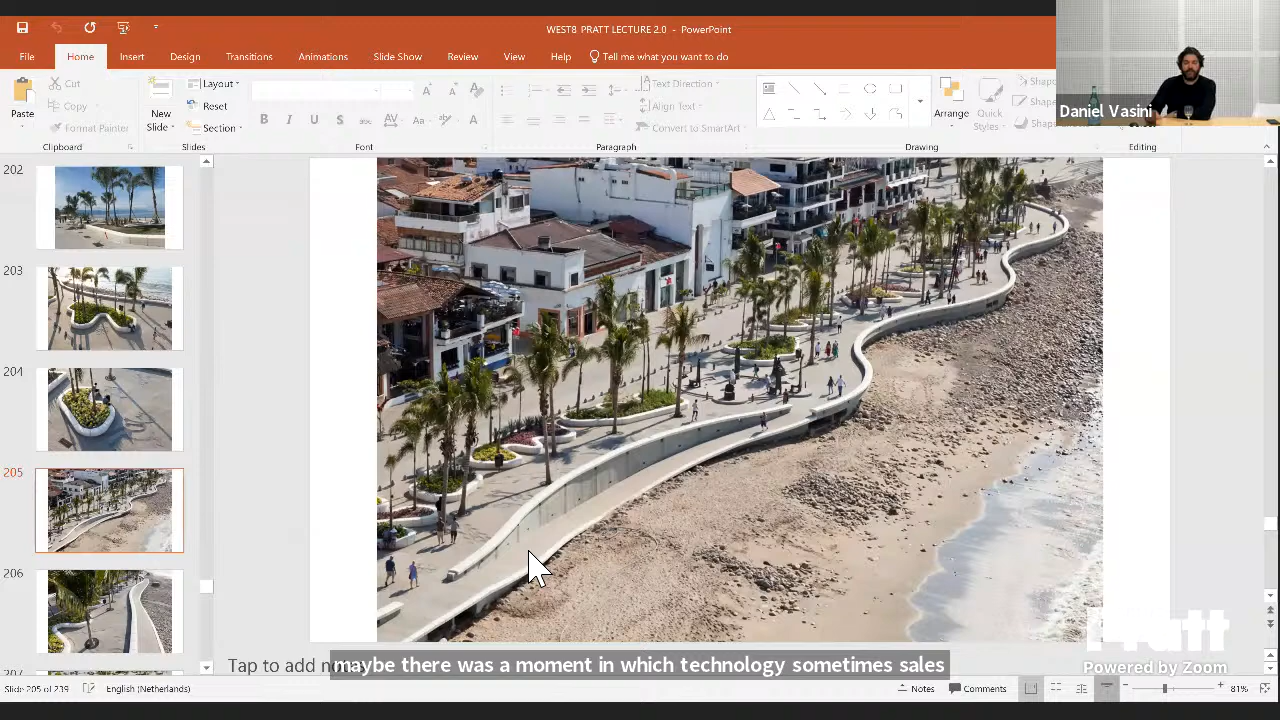 WEST8 PRATT LECTURE 2.0 - PowerPoint
File Home Insert Design Transitions Animations Slide Show Review View Help Tell me what you want to do
Paste
Cut
Copy
Format Painter
Clipboard
New Slide
Layout
Reset
Section
Slides
B I U S abc AV Aa A
Font
Text Direction
Align Text
Convert to SmartArt
Paragraph
Arrange
Quick Styles
Drawing
Editing
Daniel Vasini
202
203
204
205
206
Tap to add
maybe there was a moment in which technology sometimes sales
Pratt
Powered by Zoom
Slide 205 of 239
English (Netherlands)
Notes
Comments
81%